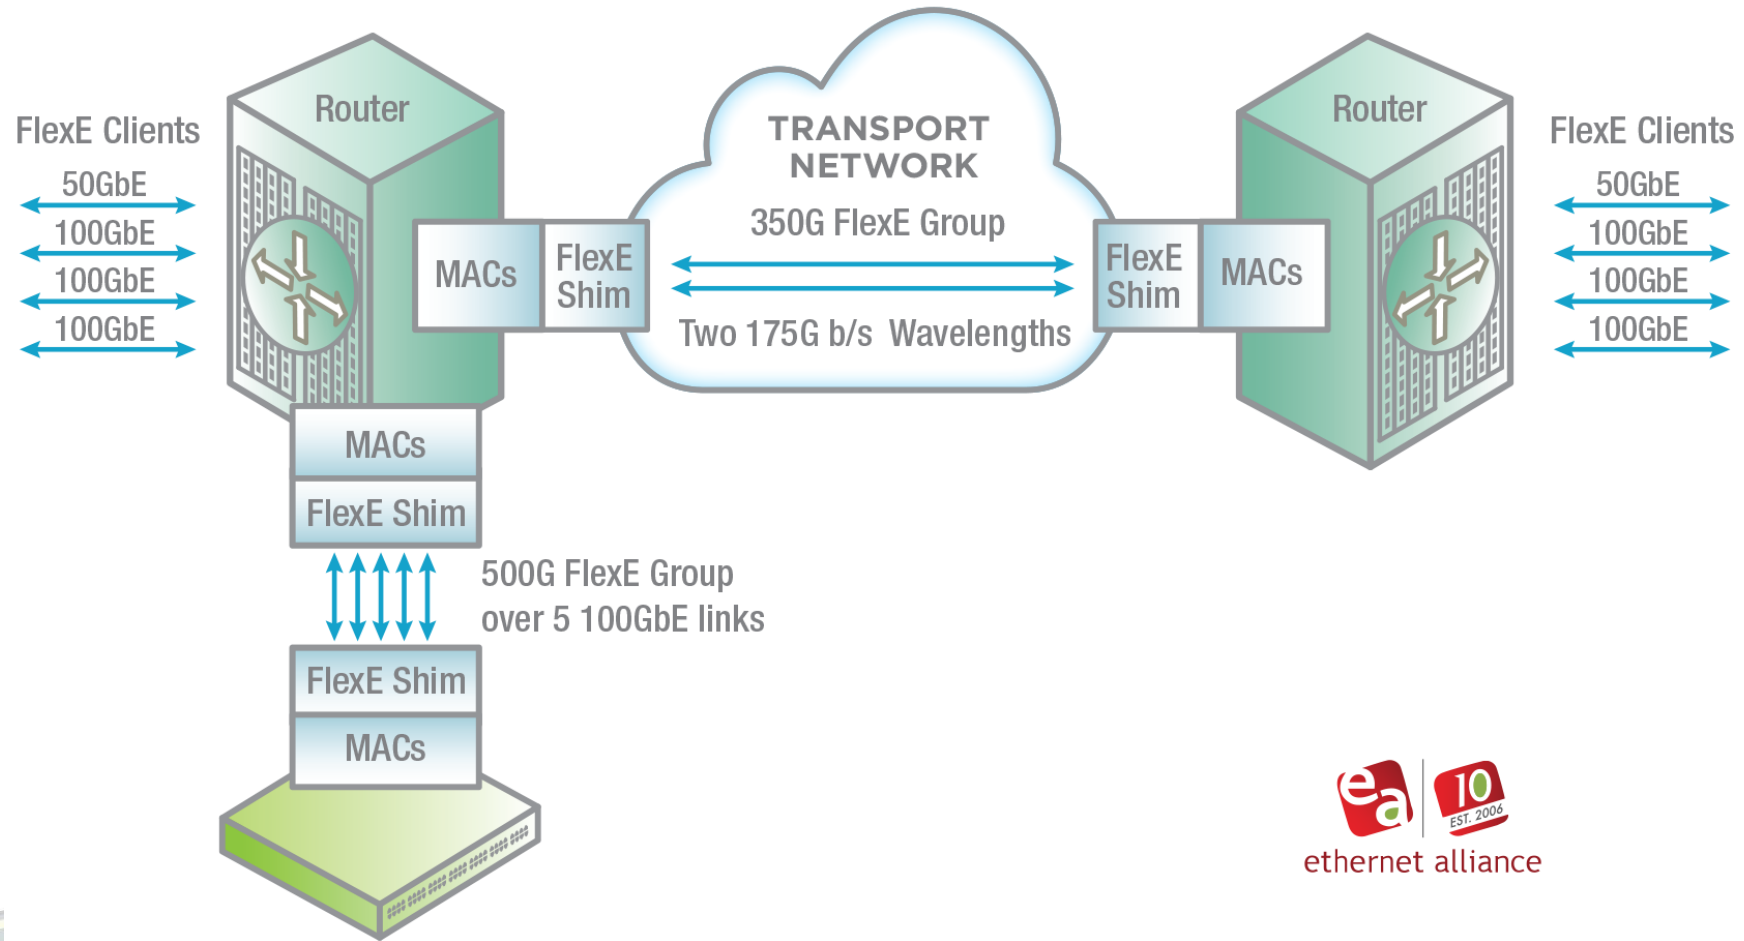 FlexE Clients
50GbE
100GbE
100GbE
100GbE
Router
MACs
FlexE
Shim
TRANSPORT
NETWORK
350G FlexE Group
Two 175G b/s Wavelengths
FlexE
Shim
MACs
Router
FlexE Clients
50GbE
100GbE
100GbE
100GbE
MACs
FlexE Shim
500G FlexE Group
over 5 100GbE links
FlexE Shim
MACs
ea
10
EST. 2006
ethernet alliance